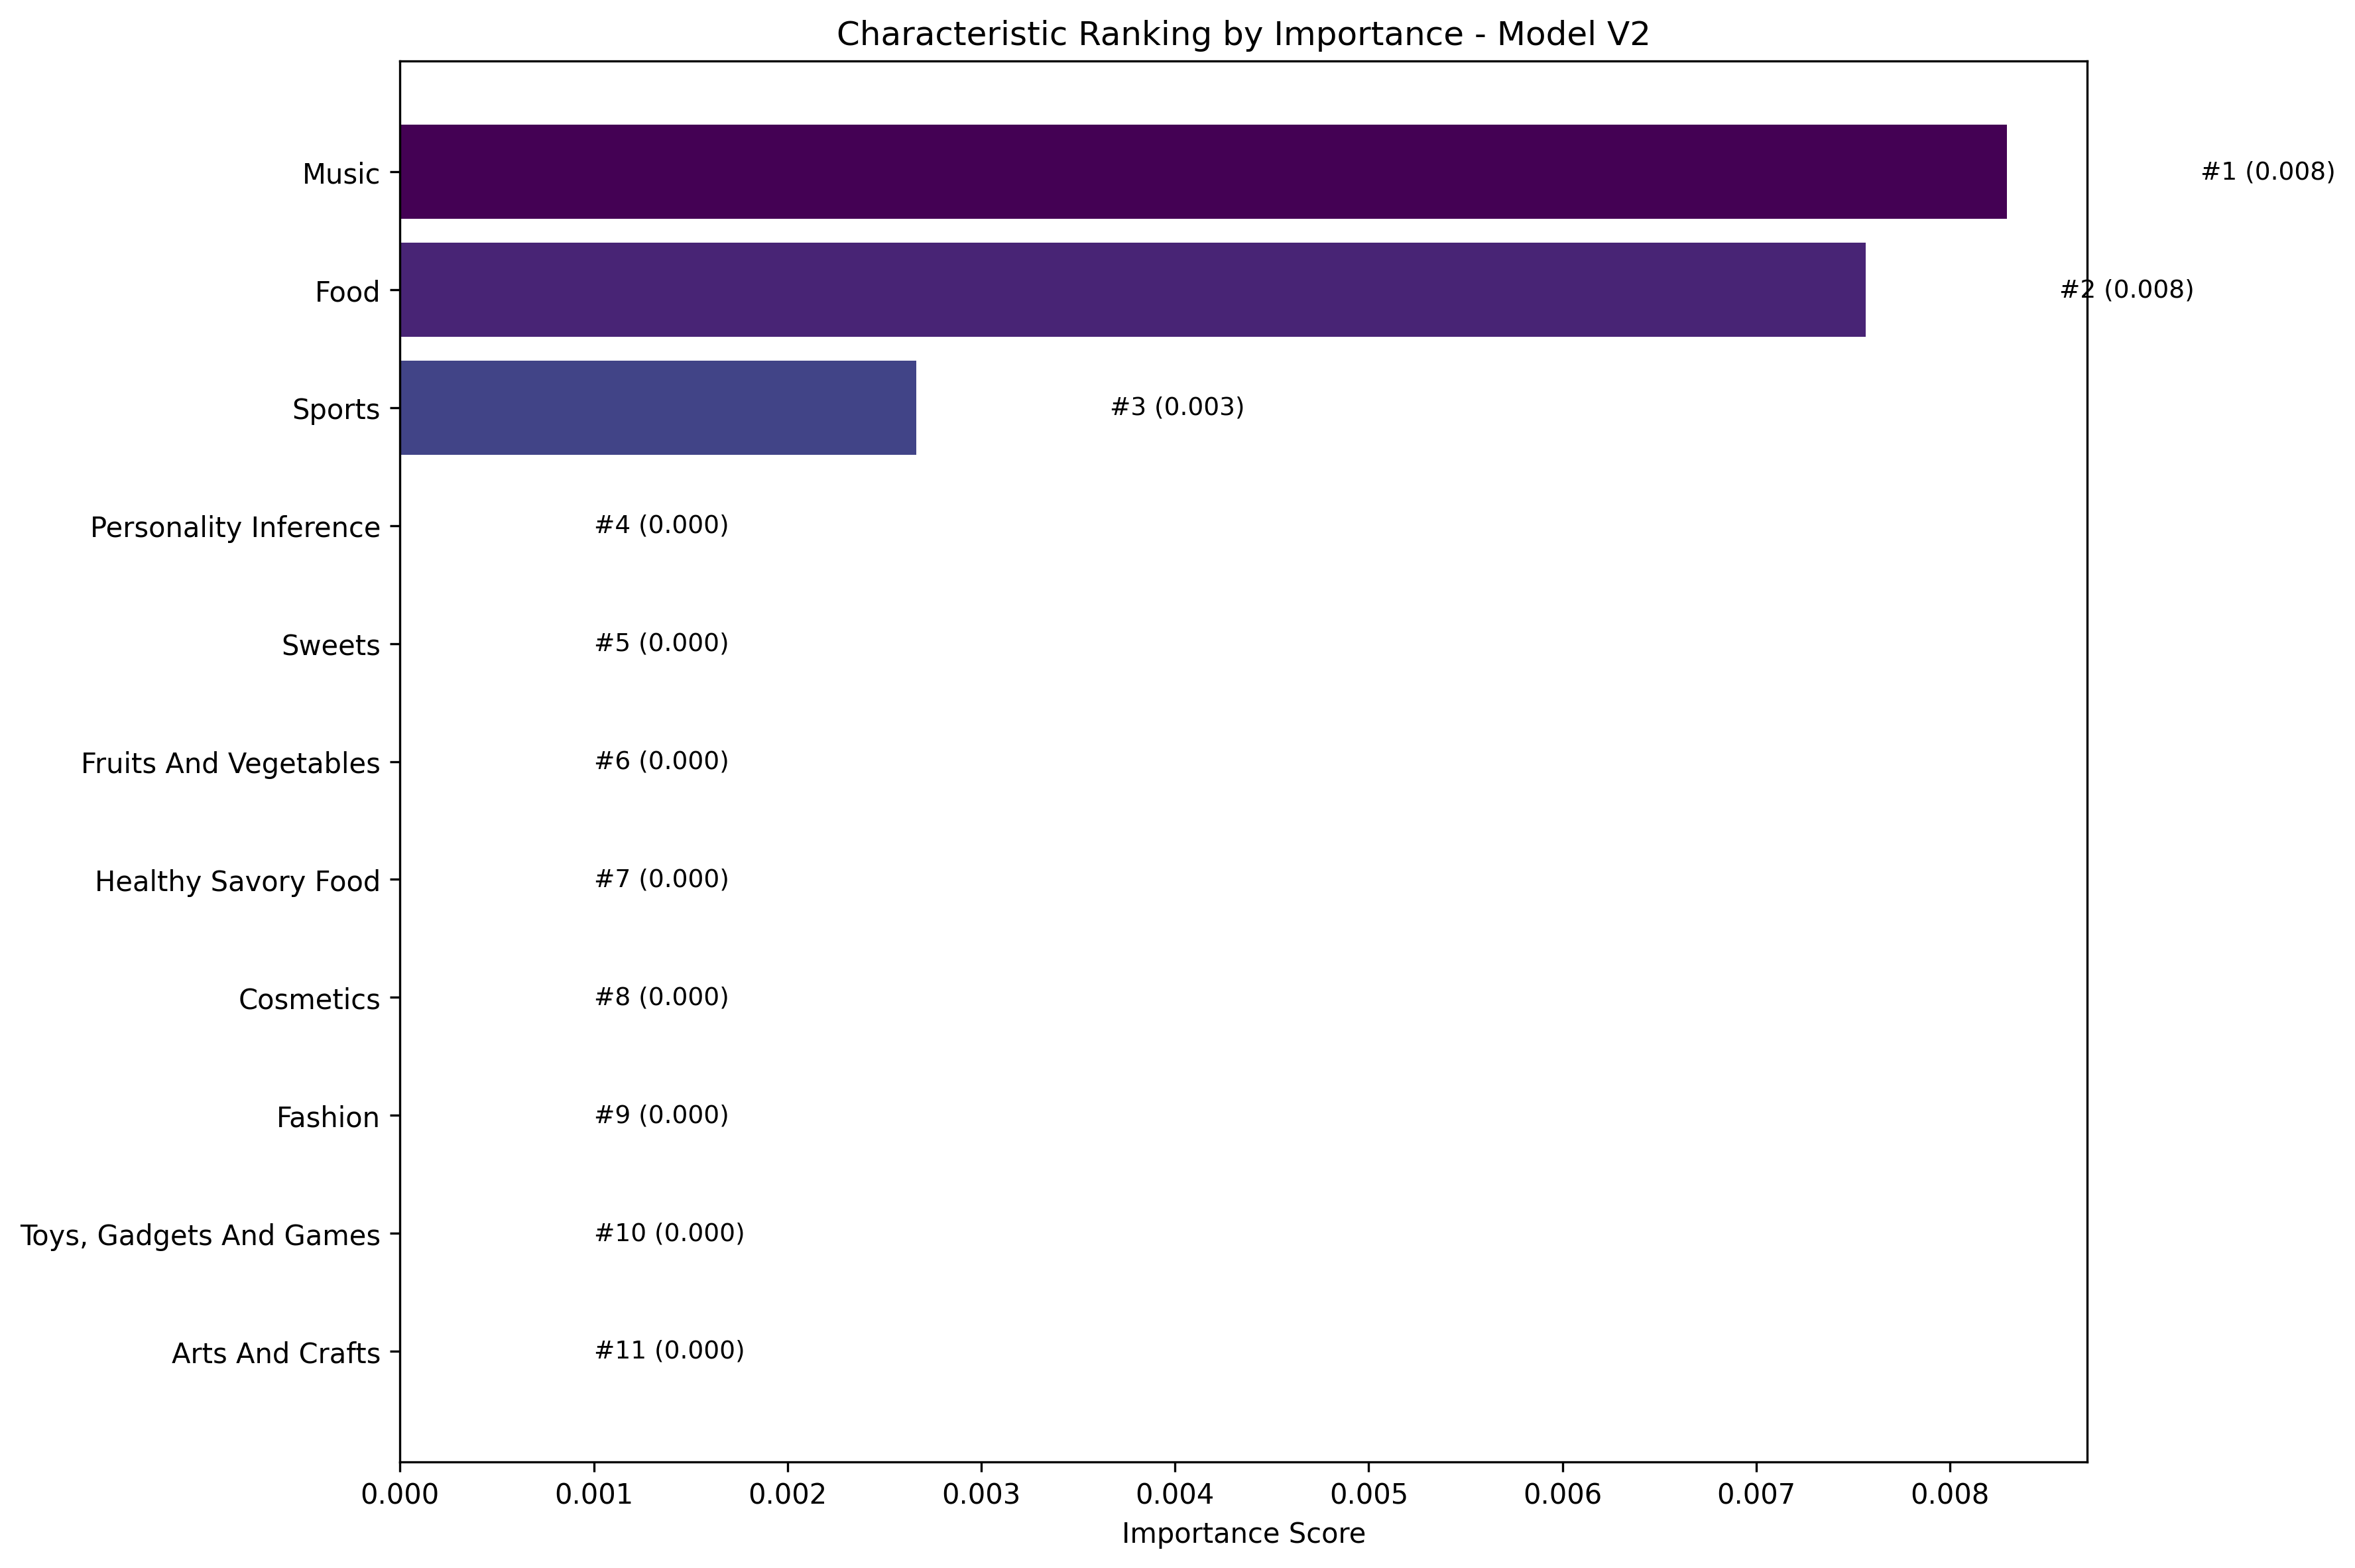 Characteristic Ranking by Importance - Model V2
Music
#1 (0.008)
Food
#2 (0.008)
Sports
#3 (0.003)
Personality Inference
#4 (0.000)
Sweets
#5 (0.000)
Fruits And Vegetables
#6 (0.000)
Healthy Savory Food
#7 (0.000)
Cosmetics
#8 (0.000)
Fashion
#9 (0.000)
Toys, Gadgets And Games
#10 (0.000)
Arts And Crafts
#11 (0.000)
0.000 0.001 0.002 0.003 0.004 0.005 0.006 0.007 0.008
Importance Score